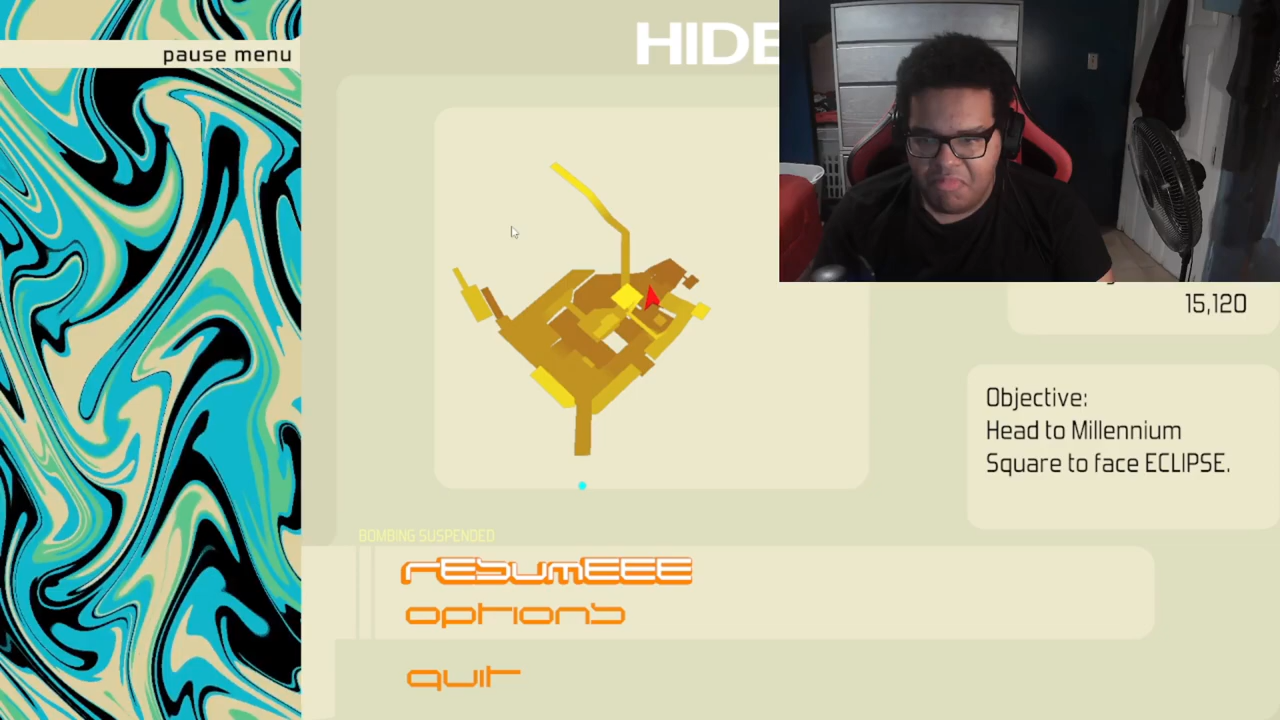 pause menu
HIDE
15,120
Objective:
Head to Millennium
Square to face ECLIPSE.
BOMBING SUSPENDED
rESumEEE
options
quit